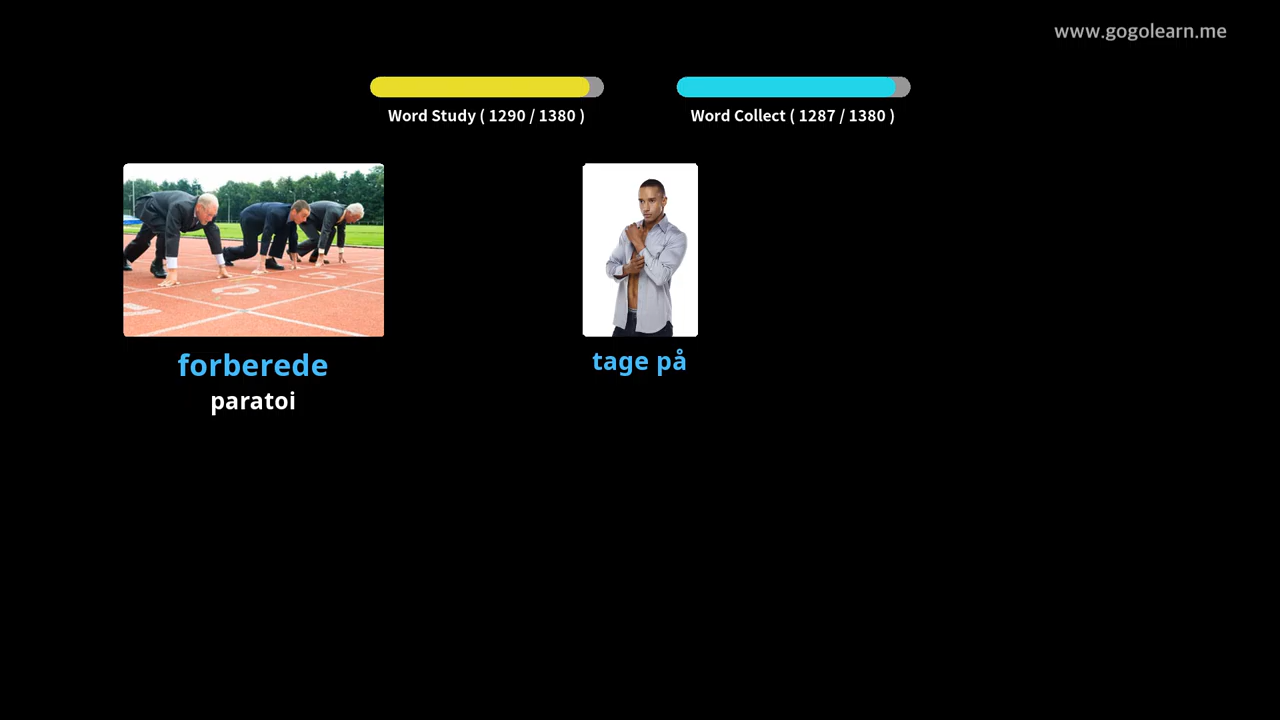 www.gogolearn.me
Word Study ( 1290 / 1380 )
Word Collect ( 1287 / 1380 )
forberede
paratoi
tage på